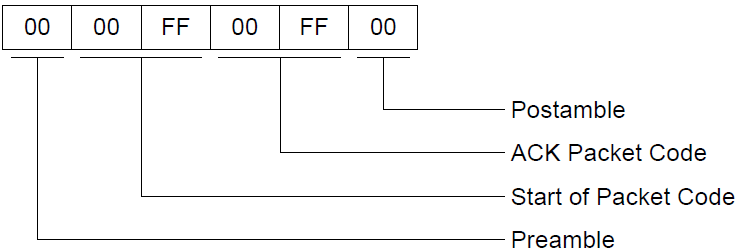 00 00 FF 00 FF 00
Postamble
ACK Packet Code
Start of Packet Code
Preamble